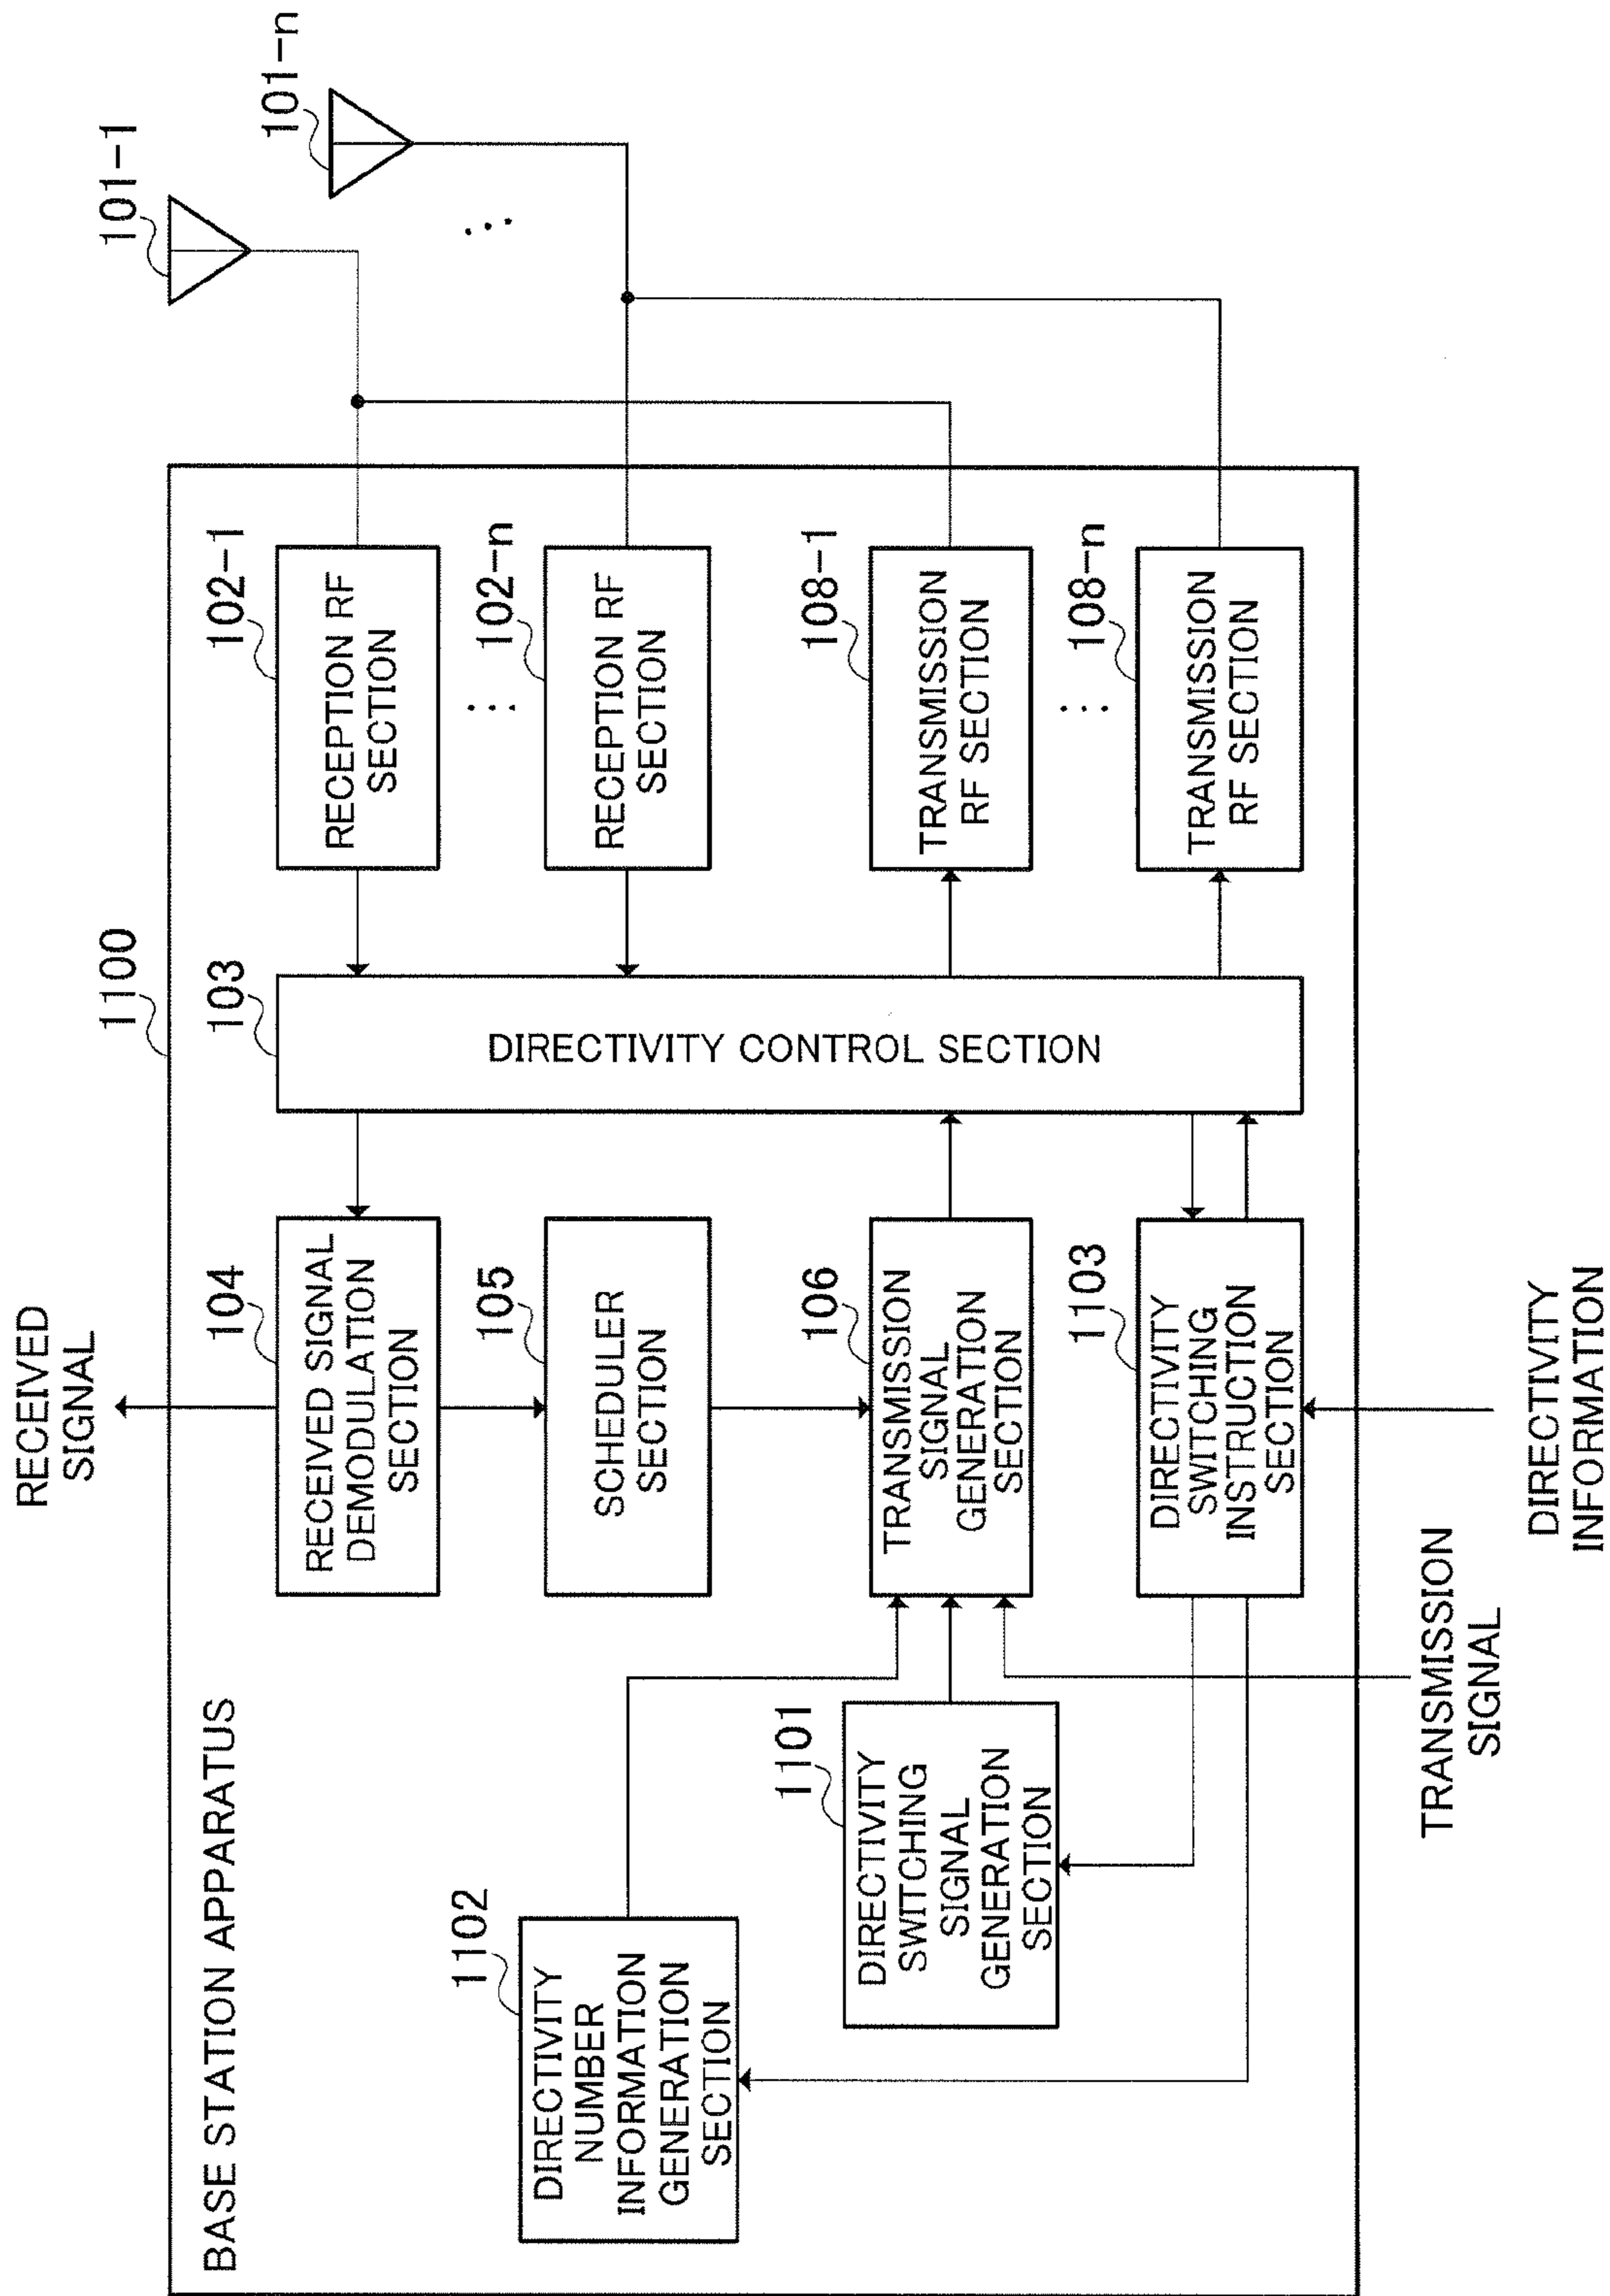 101-1
101-n
1100
BASE STATION APPARATUS
RECEIVED
SIGNAL
104
RECEIVED SIGNAL
DEMODULATION
SECTION
103
DIRECTIVITY CONTROL SECTION
102-1
RECEPTION RF
SECTION
105
SCHEDULER
SECTION
102-n
RECEPTION RF
SECTION
1102
DIRECTIVITY
NUMBER
INFORMATION
GENERATION
SECTION
1101
DIRECTIVITY
SWITCHING
SIGNAL
GENERATION
SECTION
106
TRANSMISSION
SIGNAL
GENERATION
SECTION
108-1
TRANSMISSION
RF SECTION
1103
DIRECTIVITY
SWITCHING
INSTRUCTION
SECTION
108-n
TRANSMISSION
RF SECTION
TRANSMISSION
SIGNAL
DIRECTIVITY
INFORMATION